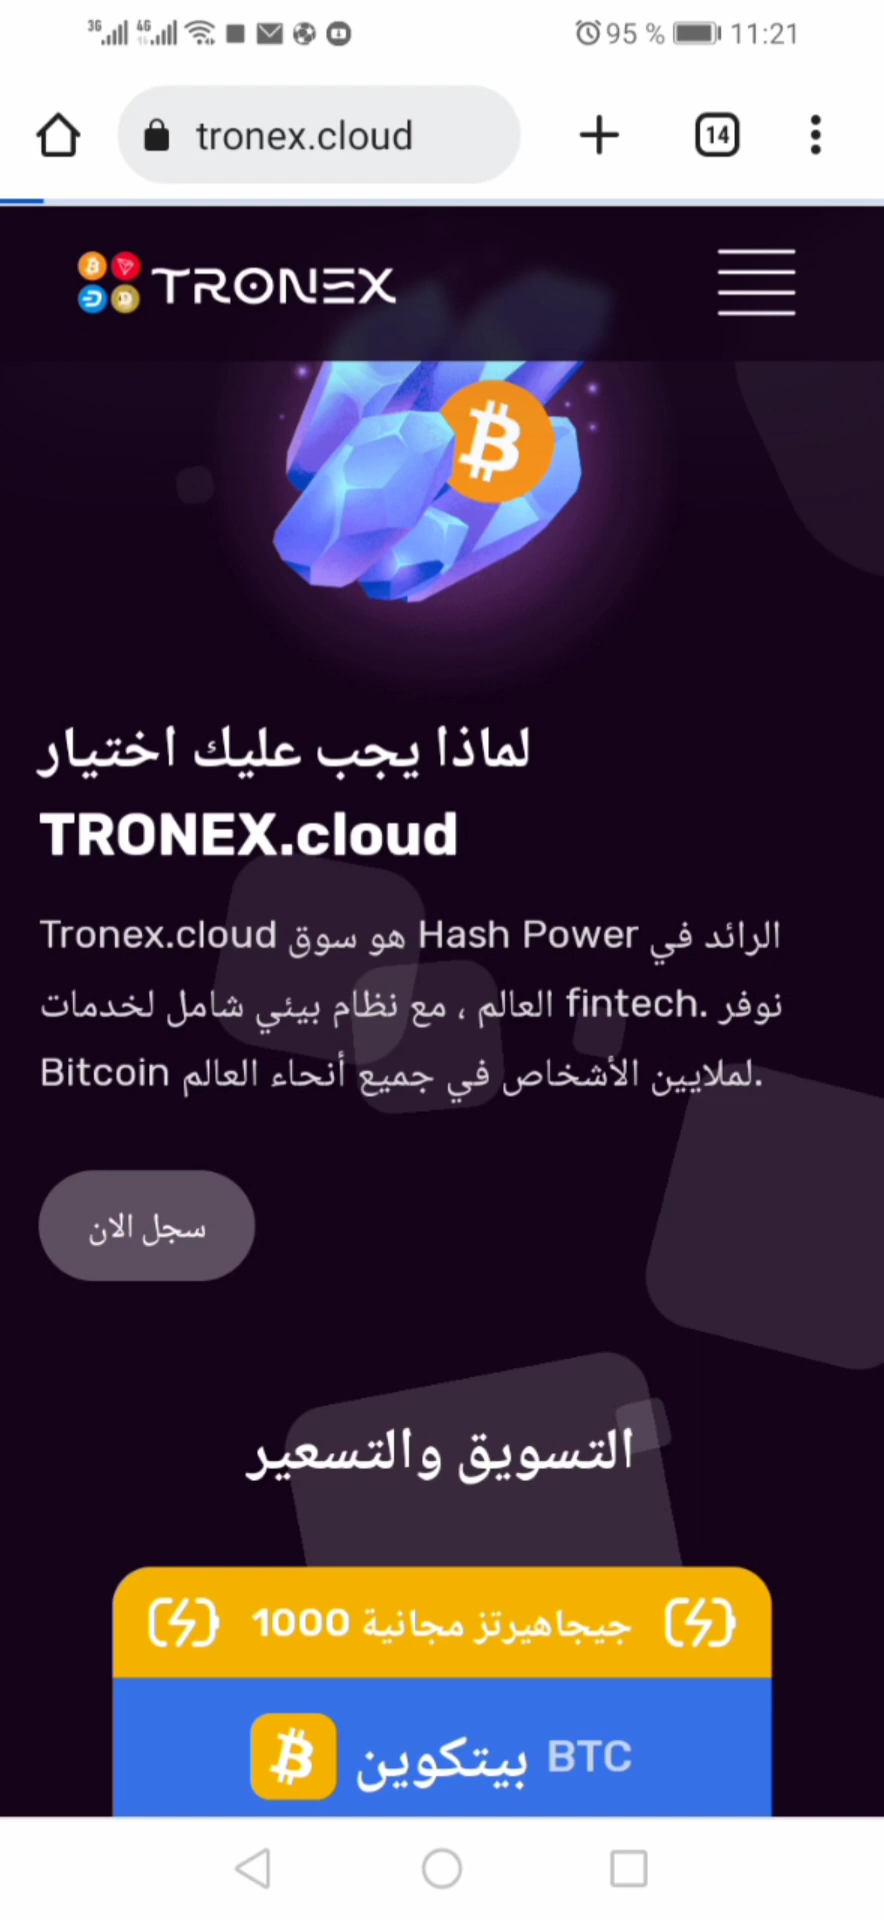 3G 4G 95 % 11:21
tronex.cloud 14
TRONEX
لماذا يجب عليك اختيار
TRONEX.cloud
Tronex.cloud هو سوق Hash Power الرائد في
العالم ، مع نظام بيئي شامل لخدمات fintech. نوفر
Bitcoin لملايين الأشخاص في جميع أنحاء العالم.
سجل الان
التسويق والتسعير
1000 جيجاهيرتز مجانية
بيتكوين BTC